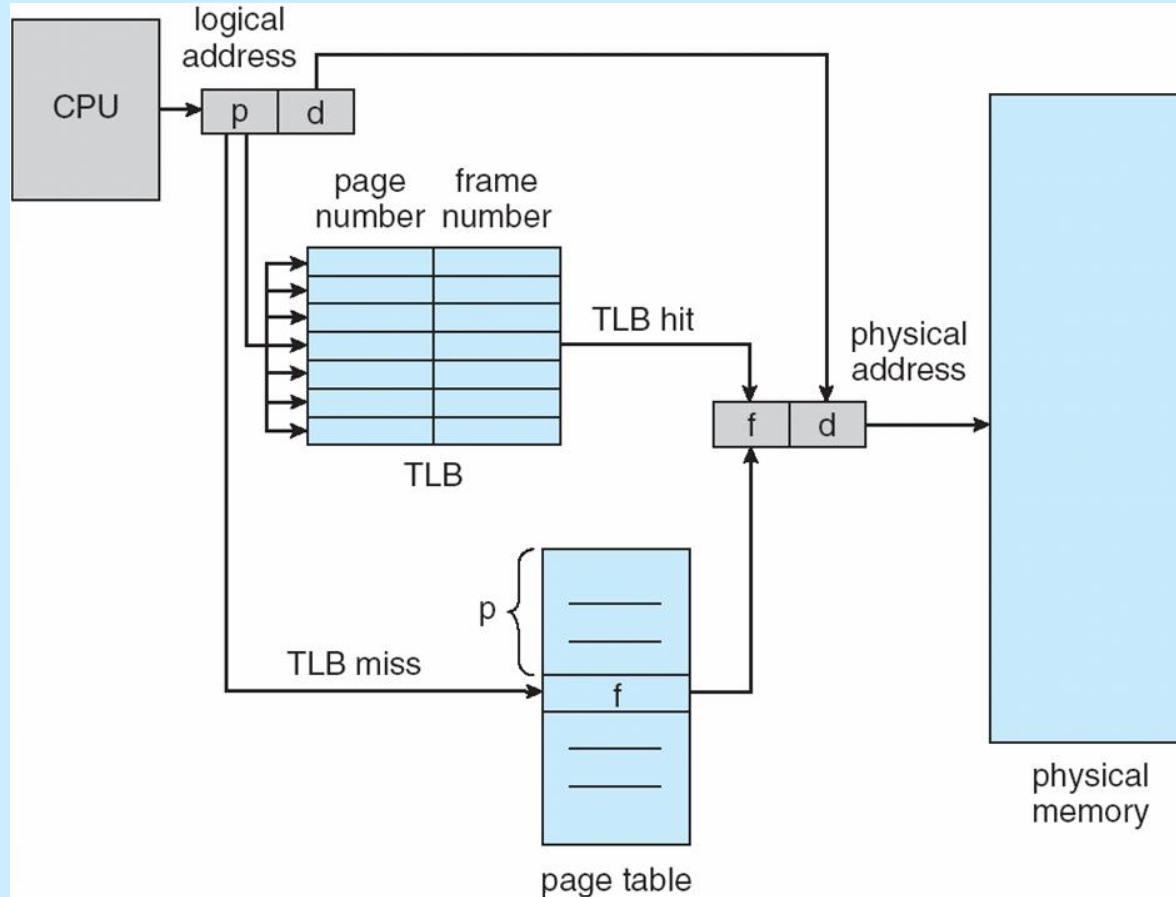 logical
address
CPU
p
d
page
number
frame
number
TLB hit
physical
address
f
d
TLB
p
TLB miss
f
physical
memory
page table